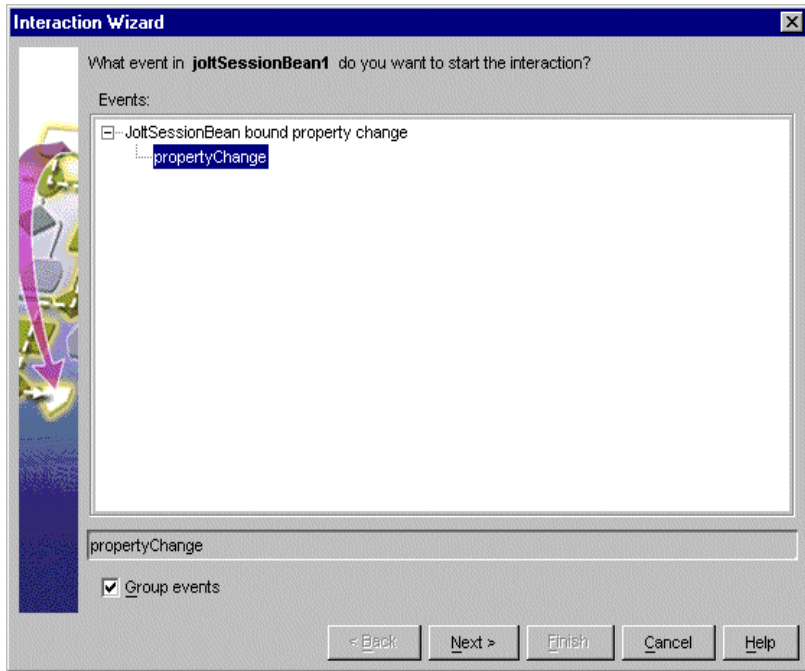 Interaction Wizard
What event in joltSessionBean1 do you want to start the interaction?
Events:
JoltSessionBean bound property change
propertyChange
propertyChange
Group events
< Back Next > Finish Cancel Help